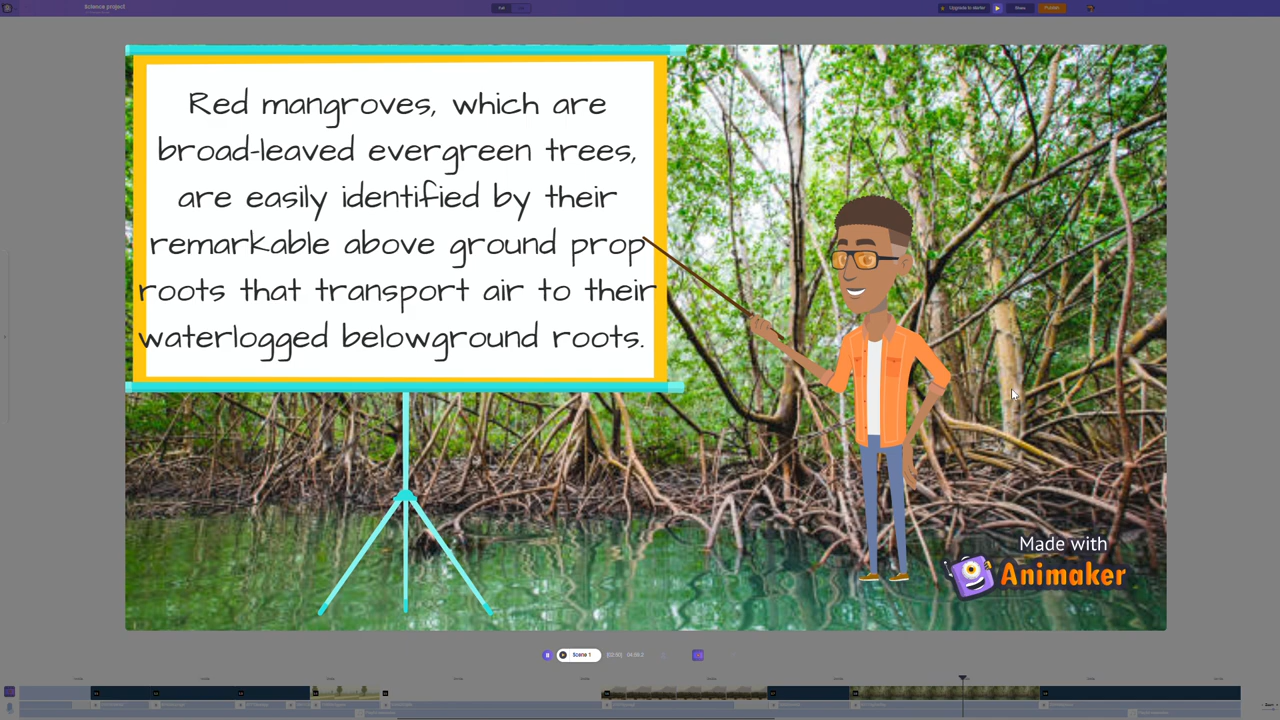 Science project
Upgrade to starter
Share
Publish
Red mangroves, which are
broad-leaved evergreen trees,
are easily identified by their
remarkable above ground prop
roots that transport air to their
waterlogged belowground roots.
Made with
Animaker
Scene 1